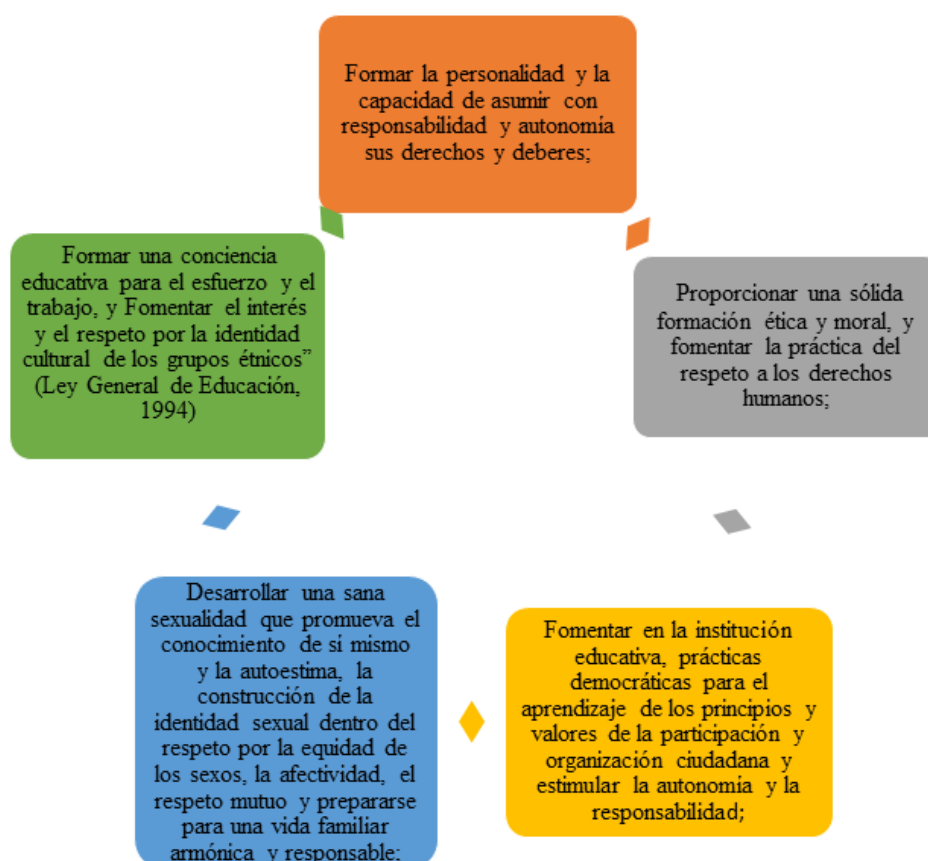 Formar la personalidad y la
capacidad de asumir con
responsabilidad y autonomía
sus derechos y deberes;
Proporcionar una sólida
formación ética y moral, y
fomentar la práctica del
respeto a los derechos
humanos;
Fomentar en la institución
educativa, prácticas
democráticas para el
aprendizaje de los principios y
valores de la participación y
organización ciudadana y
estimular la autonomía y la
responsabilidad;
Desarrollar una sana
sexualidad que promueva el
conocimiento de sí mismo
y la autoestima, la
construcción de la
identidad sexual dentro del
respeto por la equidad de
los sexos, la afectividad, el
respeto mutuo y prepararse
para una vida familiar
armónica y responsable;
Formar una conciencia
educativa para el esfuerzo y el
trabajo, y Fomentar el interés
y el respeto por la identidad
cultural de los grupos étnicos”
(Ley General de Educación,
1994)